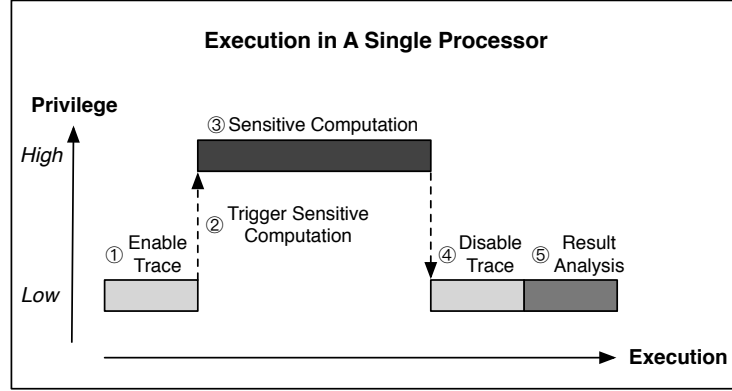 Execution in A Single Processor
Privilege
③ Sensitive Computation
High
② Trigger Sensitive
Computation
① Enable
Trace
④ Disable
Trace
⑤ Result
Analysis
Low
Execution